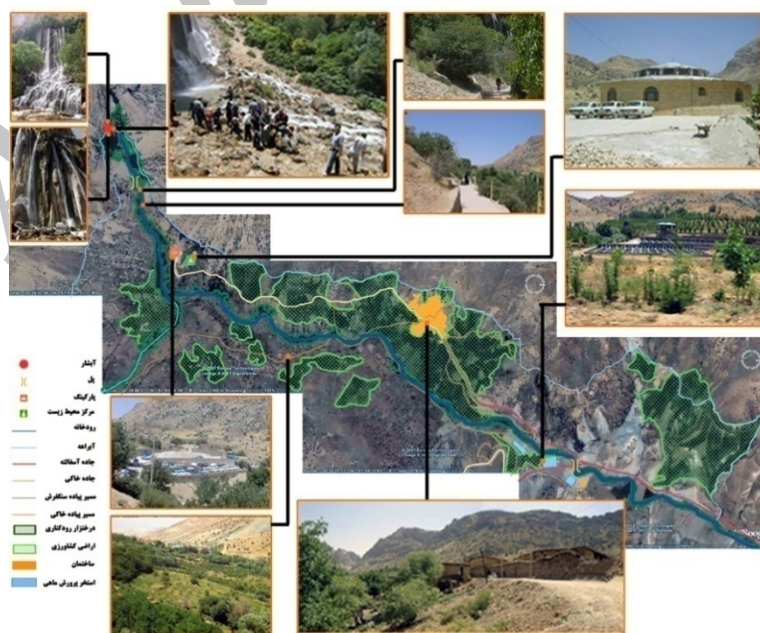 آبشار
پل
پارکینگ
مرکز محیط زیست
رودخانه
آبراهه
جاده آسفالته
جاده خاکی
مسیر پیاده سنگفرش
مسیر پیاده خاکی
درختزار رودکناری
اراضی کشاورزی
ساختمان
استخر پرورش ماهی